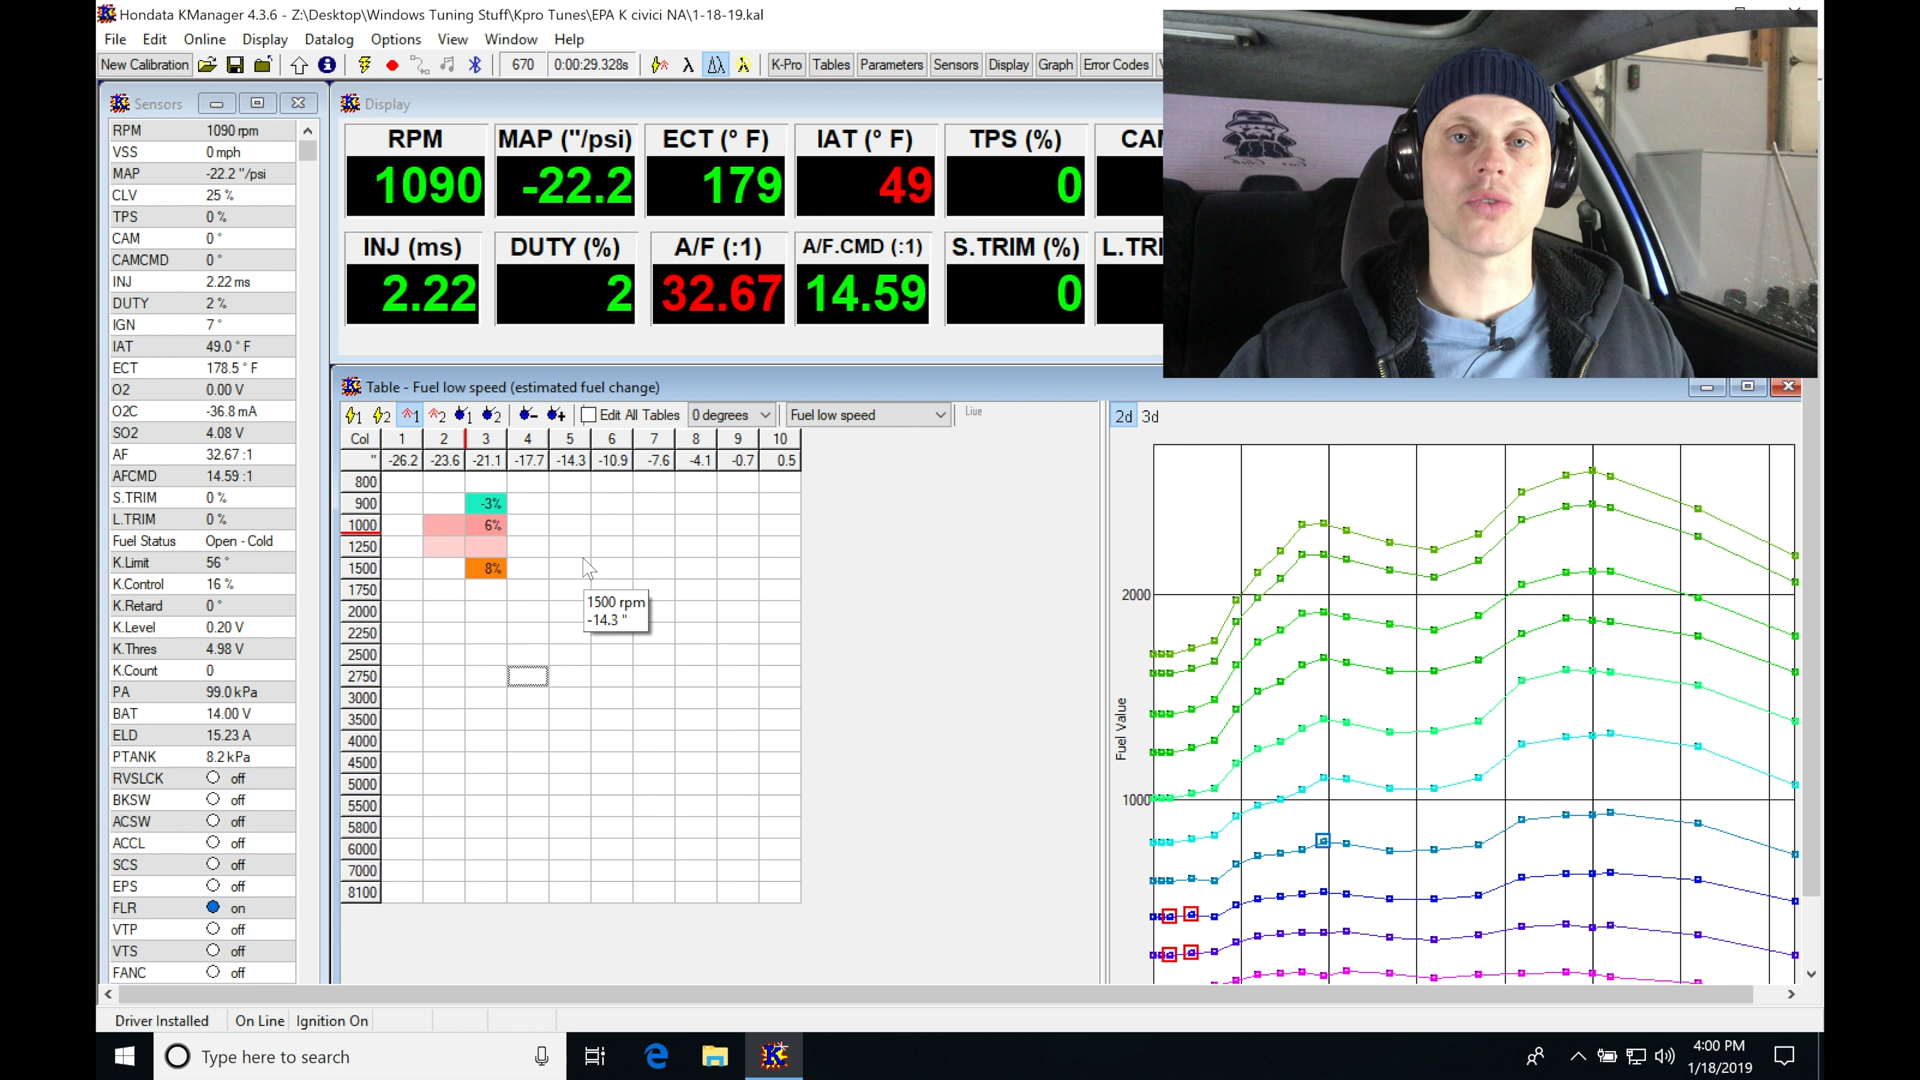 Hondata KManager 4.3.6 - Z:\Desktop\Windows Tuning Stuff\Kpro Tunes\EPA K civici NA\1-18-19.kal
File Edit Online Display Datalog Options View Window Help
New Calibration 670 0:00:29.328s K-Pro Tables Parameters Sensors Display Graph Error Codes
Sensors
RPM 1090 rpm
VSS 0 mph
MAP -22.2 "/psi
CLV 25 %
TPS 0 %
CAM 0 °
CAMCMD 0 °
INJ 2.22 ms
DUTY 2 %
IGN 7 °
IAT 49.0 ° F
ECT 178.5 ° F
O2 0.00 V
O2C -36.8 mA
SO2 4.08 V
AF 32.67 :1
AFCMD 14.59 :1
S.TRIM 0 %
L.TRIM 0 %
Fuel Status Open - Cold
K.Limit 56 °
K.Control 16 %
K.Retard 0 °
K.Level 0.20 V
K.Thres 4.98 V
K.Count 0
PA 99.0 kPa
BAT 14.00 V
ELD 15.23 A
PTANK 8.2 kPa
RVSLCK off
BKSW off
ACSW off
ACCL off
SCS off
EPS off
FLR on
VTP off
VTS off
FANC off
Display
RPM MAP ("/psi) ECT (° F) IAT (° F) TPS (%)
1090 -22.2 179 49 0
INJ (ms) DUTY (%) A/F (:1) A/F.CMD (:1) S.TRIM (%)
2.22 2 32.67 14.59 0
Table - Fuel low speed (estimated fuel change)
1 2 1 2 1 2 Edit All Tables 0 degrees Fuel low speed Live
Col 1 2 3 4 5 6 7 8 9 10
" -26.2 -23.6 -21.1 -17.7 -14.3 -10.9 -7.6 -4.1 -0.7 0.5
800
900 -3%
1000 6%
1250
1500 8%
1750
2000
2250
2500
2750
3000
3500
4000
4500
5000
5500
5800
6000
7000
8100
1500 rpm
-14.3 "
2d 3d
2000
1000
Fuel Value
Driver Installed On Line Ignition On
Type here to search
4:00 PM
1/18/2019